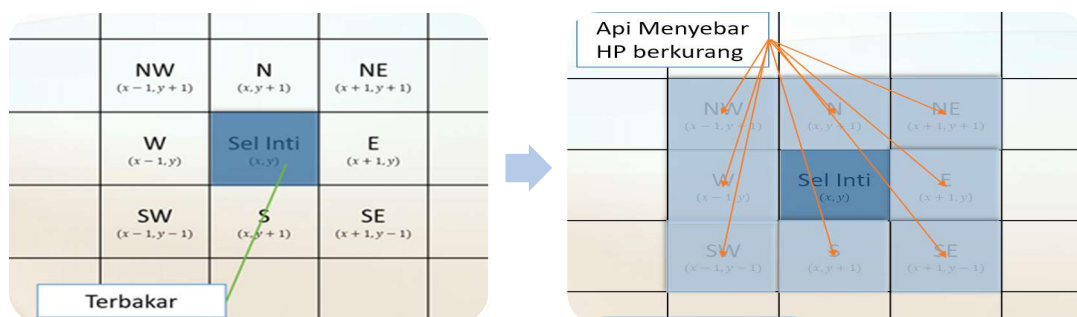 NW
(x − 1, y + 1)
N
(x, y + 1)
NE
(x + 1, y + 1)
W
(x − 1, y)
Sel Inti
(x, y)
E
(x + 1, y)
SW
(x − 1, y − 1)
S
(x, y + 1)
SE
(x + 1, y − 1)
Terbakar
Api Menyebar
HP berkurang
NW
(x − 1, y + 1)
N
(x, y + 1)
NE
(x + 1, y + 1)
W
(x − 1, y)
Sel Inti
(x, y)
E
(x + 1, y)
SW
(x − 1, y − 1)
S
(x, y + 1)
SE
(x + 1, y − 1)